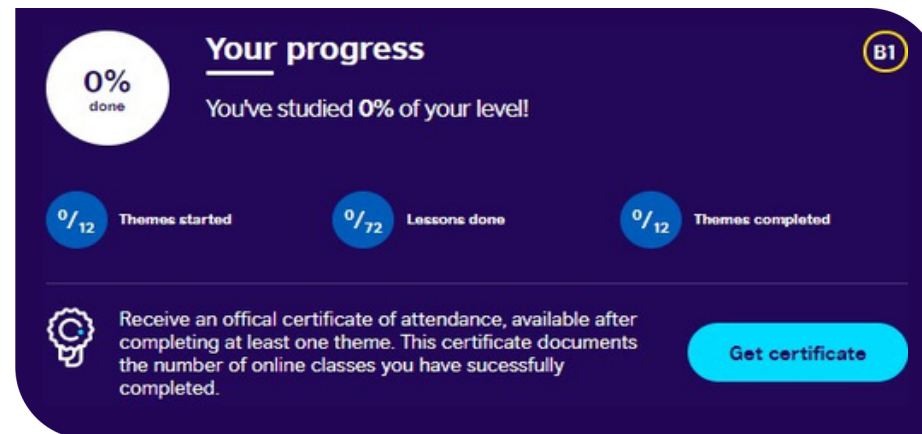 Your progress
B1
0%
done
You've studied 0% of your level!
0/12 Themes started
0/72 Lessons done
0/12 Themes completed
Receive an offical certificate of attendance, available after
completing at least one theme. This certificate documents
the number of online classes you have sucessfully
completed.
Get certificate